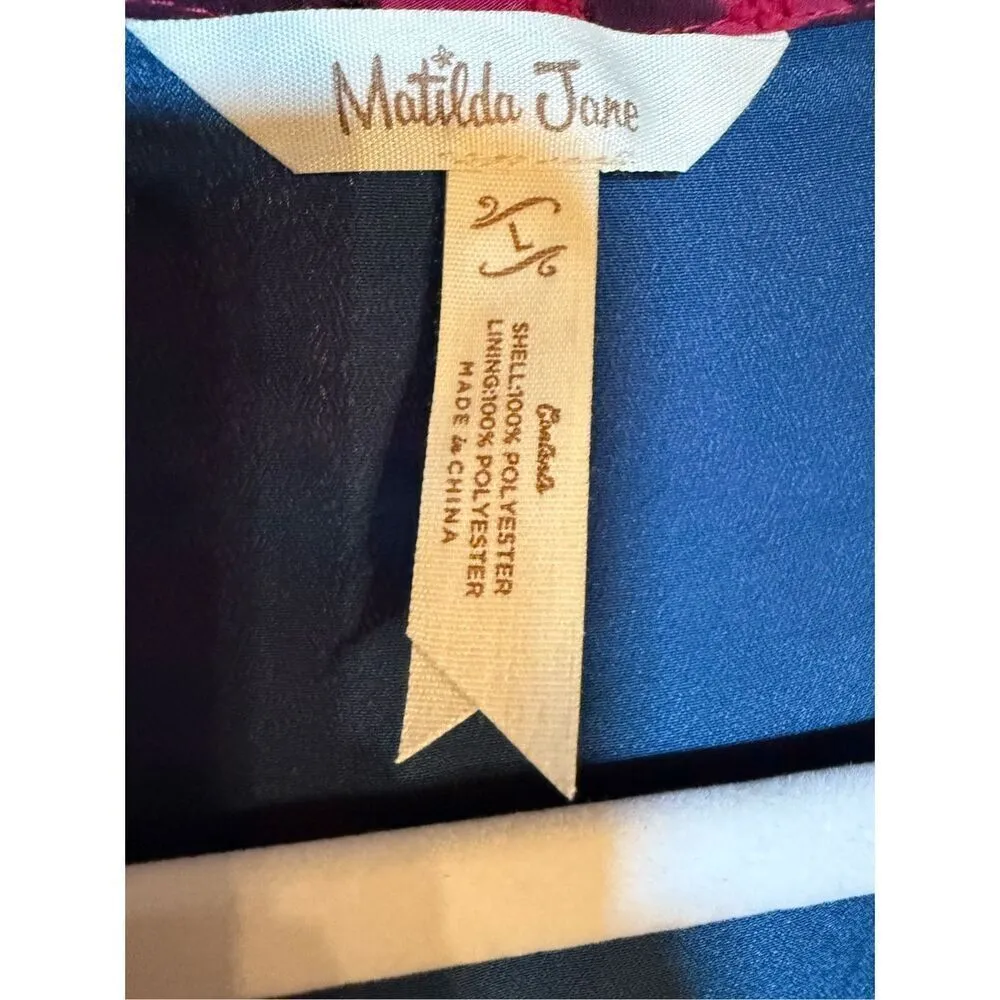 Matilda Jane
L
Contents
SHELL:100% POLYESTER
LINING:100% POLYESTER
MADE in CHINA